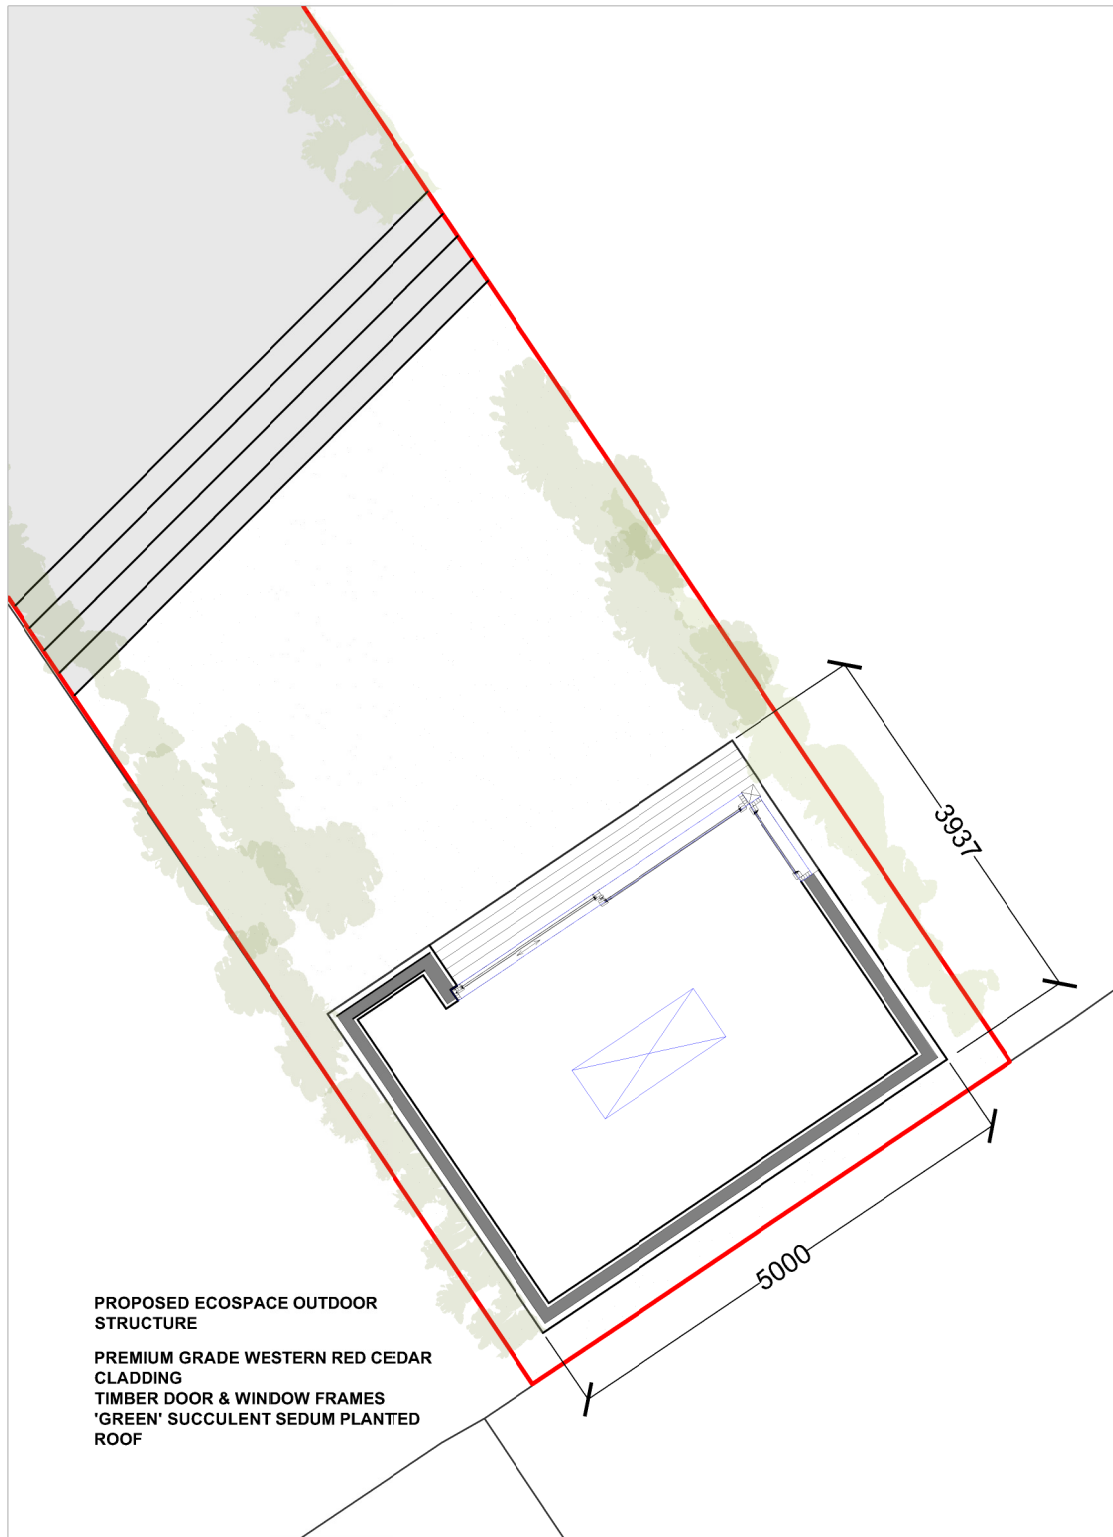 3937
5000
PROPOSED ECOSPACE OUTDOOR
STRUCTURE
PREMIUM GRADE WESTERN RED CEDAR
CLADDING
TIMBER DOOR & WINDOW FRAMES
'GREEN' SUCCULENT SEDUM PLANTED
ROOF